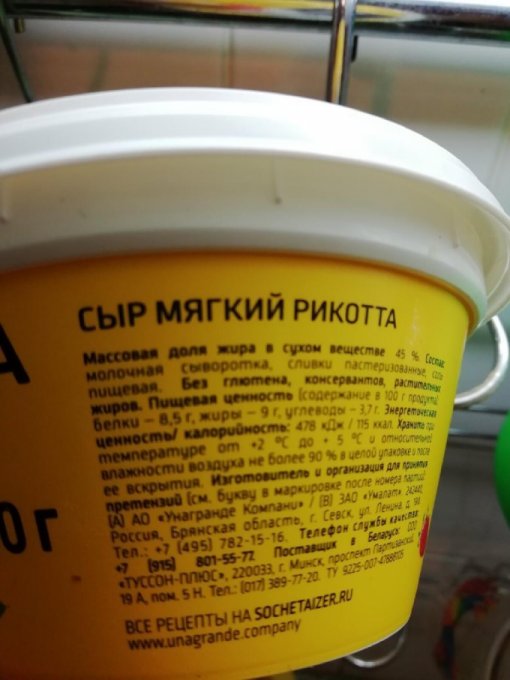 А
0 г
СЫР МЯГКИЙ РИКОТТА
Массовая доля жира в сухом веществе 45 %. Состав:
молочная сыворотка, сливки пастеризованные, соль
пищевая. Без глютена, консервантов, растительных
жиров. Пищевая ценность (содержание в 100 г продукта):
белки – 8,5 г, жиры – 9 г, углеводы – 3,7 г. Энергетическая
ценность/ калорийность: 478 кДж / 115 ккал. Хранить при
температуре от +2 °С до + 5 °С и относительной
влажности воздуха не более 90 % в целой упаковке и после
ее вскрытия. Изготовитель и организация для принятия
претензий (см. букву в маркировке после номера партии):
(А) АО «Унагранде Компани» / (В) ЗАО «Умалат», 242440,
Россия, Брянская область, г. Севск, ул. Ленина, д.
Тел.: +7 (495) 782-15-16. Телефон службы качества:
+7 (915) 801-55-77. Поставщик в Беларусь: ООО
«ТУССОН-ПЛЮС», 220033, г. Минск, проспект Партизанский,
19 А, пом. 5 Н. Тел.: (017) 389-77-20. ТУ 9225-007-47888105
ВСЕ РЕЦЕПТЫ НА SOCHETAIZER.RU
www.unagrande.company